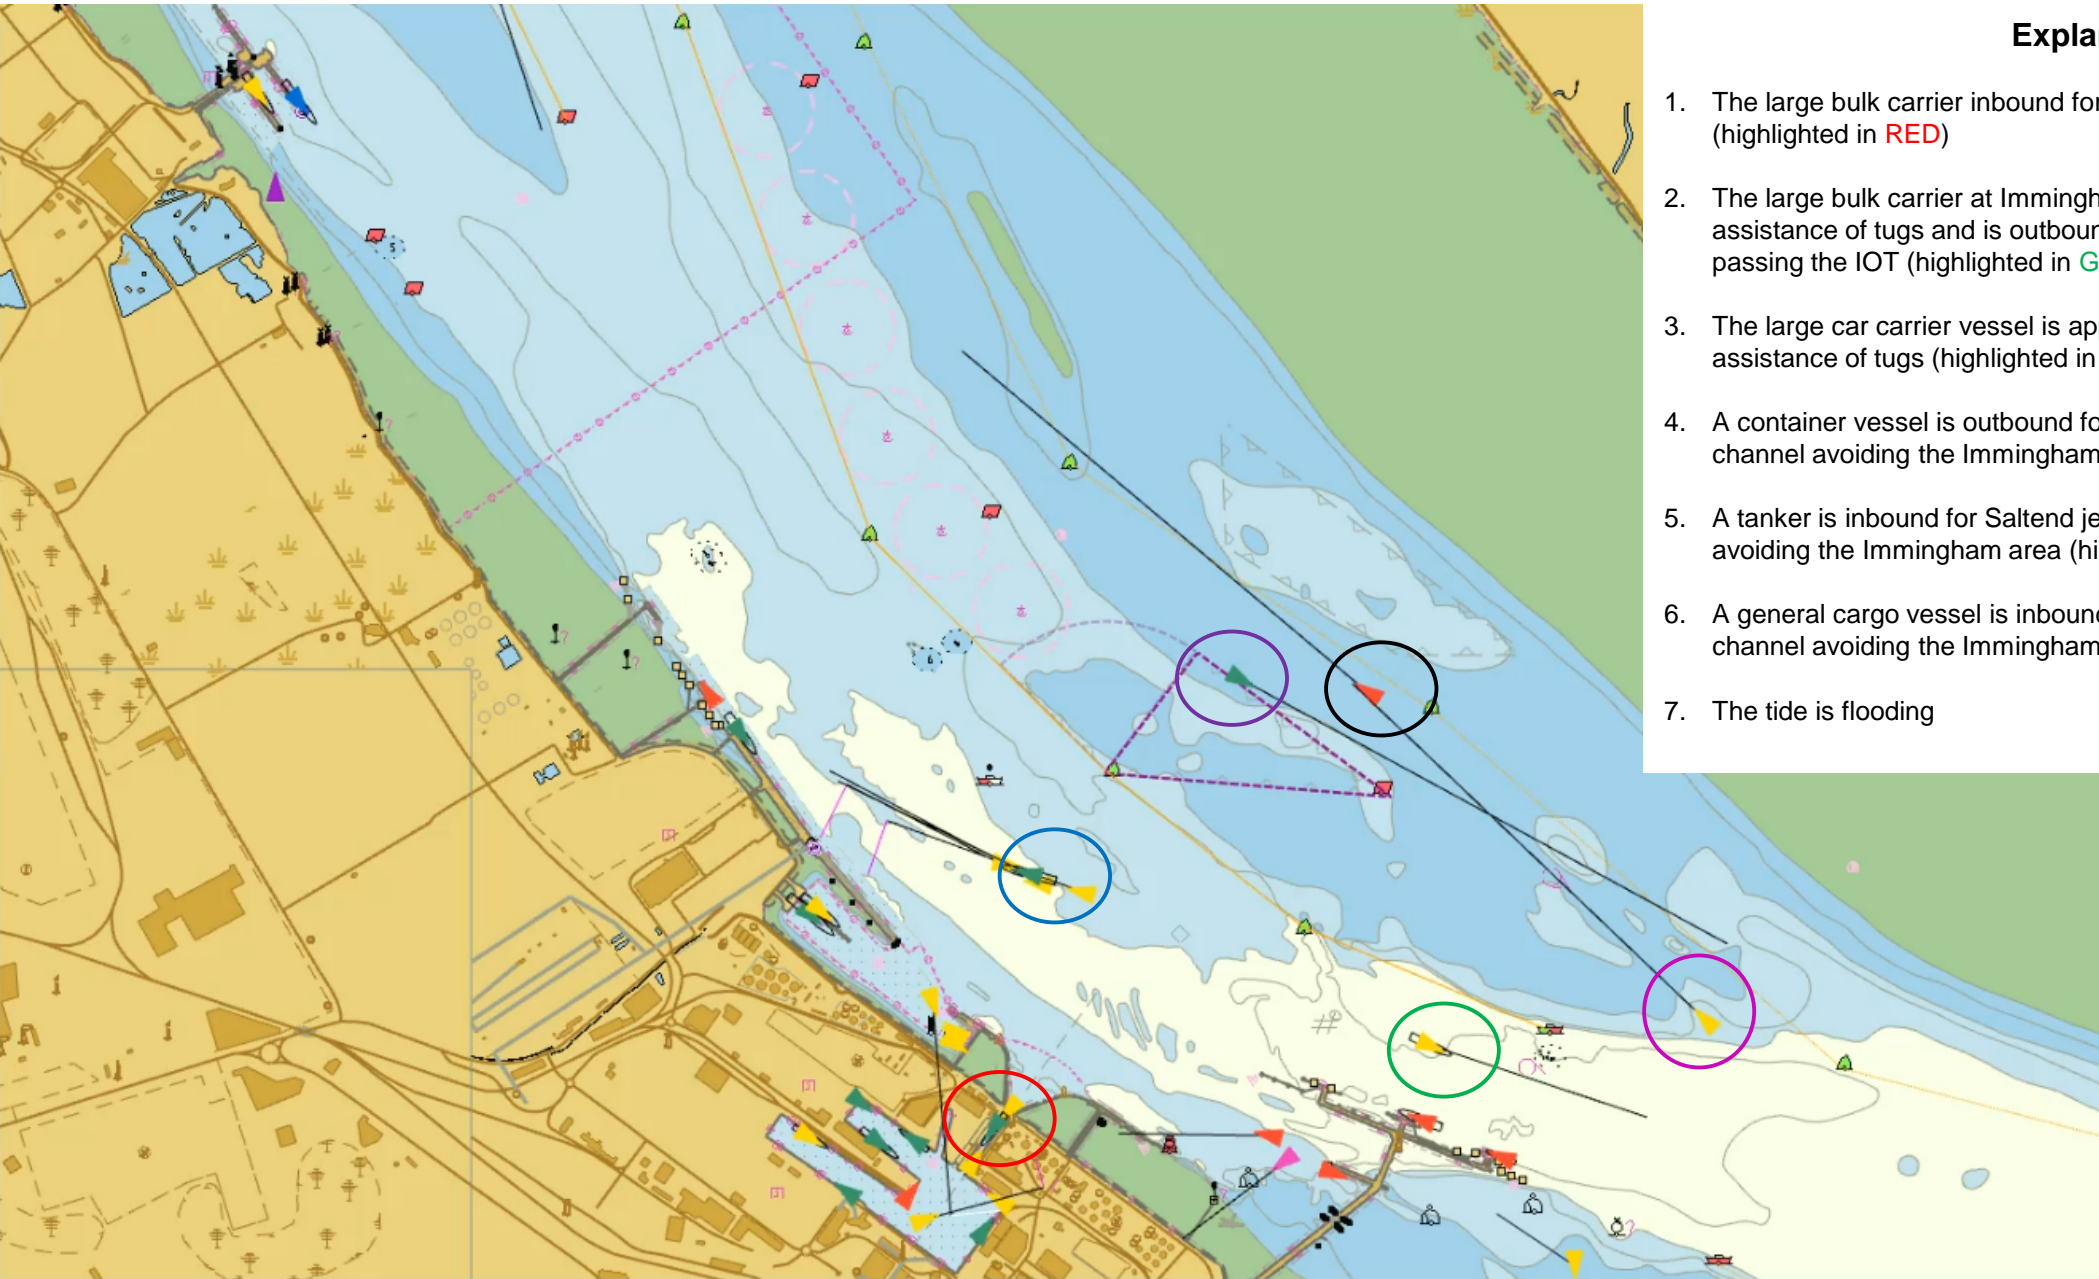 Expla
1. The large bulk carrier inbound for
(highlighted in RED)
2. The large bulk carrier at Immingh
assistance of tugs and is outboun
passing the IOT (highlighted in G
3. The large car carrier vessel is ap
assistance of tugs (highlighted in
4. A container vessel is outbound fo
channel avoiding the Immingham
5. A tanker is inbound for Saltend je
avoiding the Immingham area (hi
6. A general cargo vessel is inbound
channel avoiding the Immingham
7. The tide is flooding